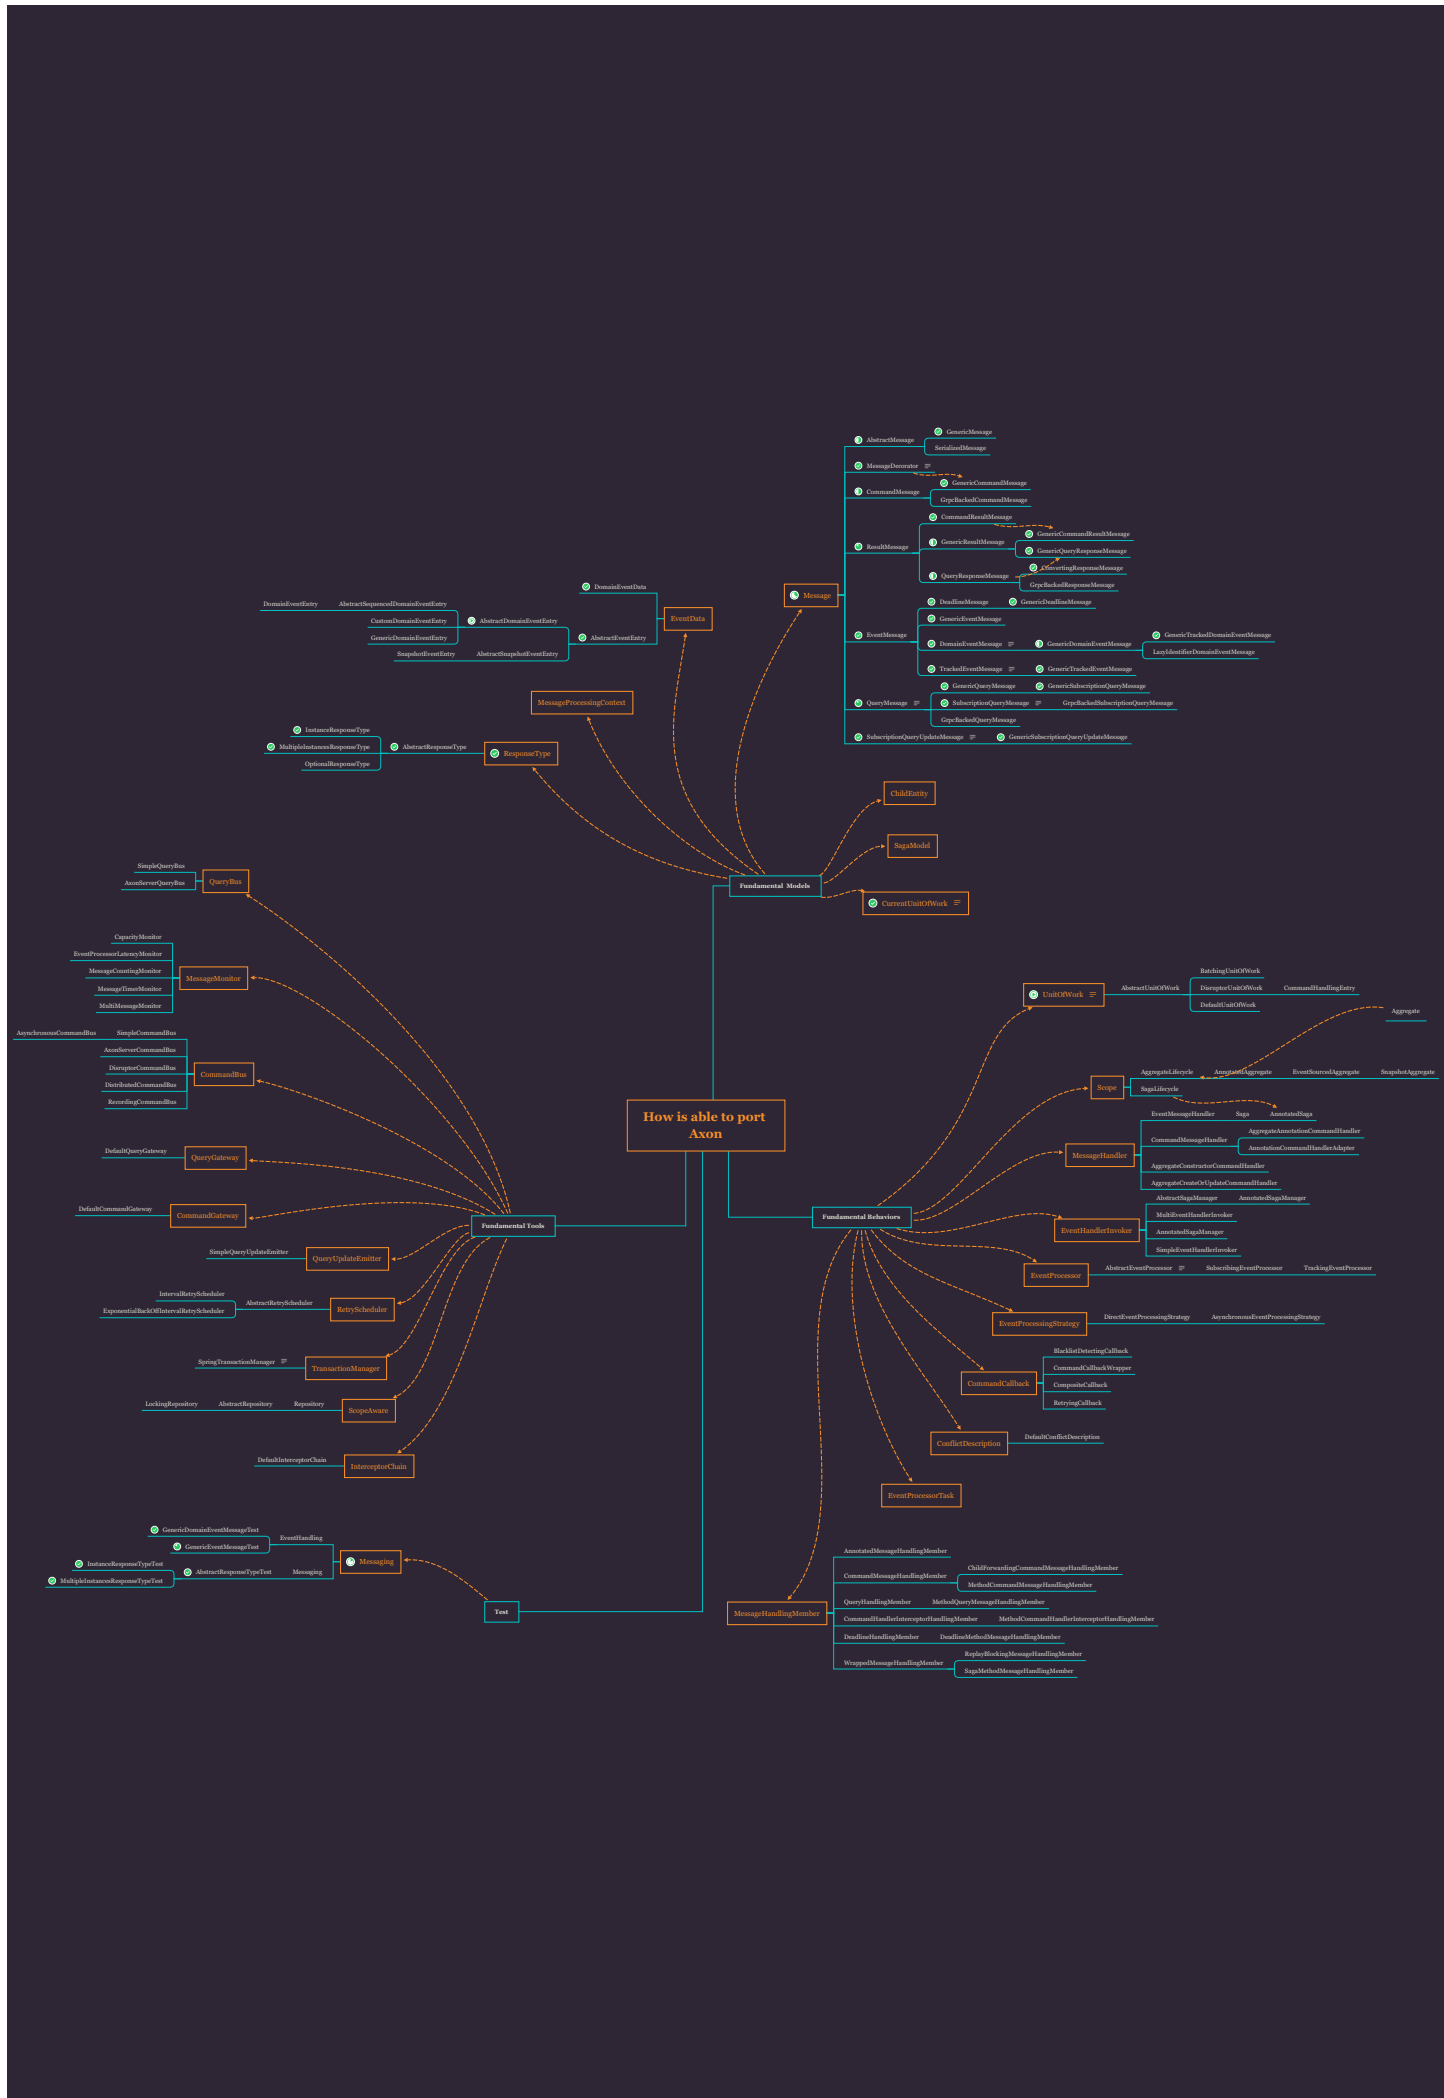 How is able to port
Axon
Fundamental  Models
Message
AbstractMessage
GenericMessage
SerializedMessage
MessageDecorator
CommandMessage
GenericCommandMessage
GrpcBackedCommandMessage
ResultMessage
CommandResultMessage
GenericResultMessage
GenericCommandResultMessage
GenericQueryResponseMessage
QueryResponseMessage
ConvertingResponseMessage
GrpcBackedResponseMessage
EventMessage
DeadlineMessage
GenericDeadlineMessage
GenericEventMessage
DomainEventMessage
GenericDomainEventMessage
GenericTrackedDomainEventMessage
LazyIdentifierDomainEventMessage
TrackedEventMessage
GenericTrackedEventMessage
QueryMessage
GenericQueryMessage
GenericSubscriptionQueryMessage
SubscriptionQueryMessage
GrpcBackedSubscriptionQueryMessage
GrpcBackedQueryMessage
SubscriptionQueryUpdateMessage
GenericSubscriptionQueryUpdateMessage
EventData
DomainEventData
AbstractEventEntry
AbstractDomainEventEntry
AbstractSequencedDomainEventEntry
DomainEventEntry
CustomDomainEventEntry
GenericDomainEventEntry
AbstractSnapshotEventEntry
SnapshotEventEntry
MessageProcessingContext
ResponseType
AbstractResponseType
InstanceResponseType
MultipleInstancesResponseType
OptionalResponseType
ChildEntity
SagaModel
CurrentUnitOfWork
Fundamental Behaviors
UnitOfWork
AbstractUnitOfWork
BatchingUnitOfWork
DisruptorUnitOfWork
CommandHandlingEntry
DefaultUnitOfWork
Aggregate
Scope
AggregateLifecycle
AnnotatedAggregate
EventSourcedAggregate
SnapshotAggregate
SagaLifecycle
MessageHandler
EventMessageHandler
Saga
AnnotatedSaga
CommandMessageHandler
AggregateAnnotationCommandHandler
AnnotationCommandHandlerAdapter
AggregateConstructorCommandHandler
AggregateCreateOrUpdateCommandHandler
EventHandlerInvoker
AbstractSagaManager
AnnotatedSagaManager
MultiEventHandlerInvoker
AnnotatedSagaManager
SimpleEventHandlerInvoker
EventProcessor
AbstractEventProcessor
SubscribingEventProcessor
TrackingEventProcessor
EventProcessingStrategy
DirectEventProcessingStrategy
AsynchronousEventProcessingStrategy
CommandCallback
BlacklistDetectingCallback
CommandCallbackWrapper
CompositeCallback
RetryingCallback
ConflictDescription
DefaultConflictDescription
EventProcessorTask
MessageHandlingMember
AnnotatedMessageHandlingMember
CommandMessageHandlingMember
ChildForwardingCommandMessageHandlingMember
MethodCommandMessageHandlingMember
QueryHandlingMember
MethodQueryMessageHandlingMember
CommandHandlerInterceptorHandlingMember
MethodCommandHandlerInterceptorHandlingMember
DeadlineHandlingMember
DeadlineMethodMessageHandlingMember
WrappedMessageHandlingMember
ReplayBlockingMessageHandlingMember
SagaMethodMessageHandlingMember
Fundamental Tools
QueryBus
SimpleQueryBus
AxonServerQueryBus
MessageMonitor
CapacityMonitor
EventProcessorLatencyMonitor
MessageCountingMonitor
MessageTimerMonitor
MultiMessageMonitor
CommandBus
SimpleCommandBus
AsynchronousCommandBus
AxonServerCommandBus
DisruptorCommandBus
DistributedCommandBus
RecordingCommandBus
QueryGateway
DefaultQueryGateway
CommandGateway
DefaultCommandGateway
QueryUpdateEmitter
SimpleQueryUpdateEmitter
RetryScheduler
AbstractRetryScheduler
IntervalRetryScheduler
ExponentialBackOffIntervalRetryScheduler
TransactionManager
SpringTransactionManager
ScopeAware
Repository
AbstractRepository
LockingRepository
InterceptorChain
DefaultInterceptorChain
Test
Messaging
EventHandling
GenericDomainEventMessageTest
GenericEventMessageTest
Messaging
AbstractResponseTypeTest
InstanceResponseTypeTest
MultipleInstancesResponseTypeTest